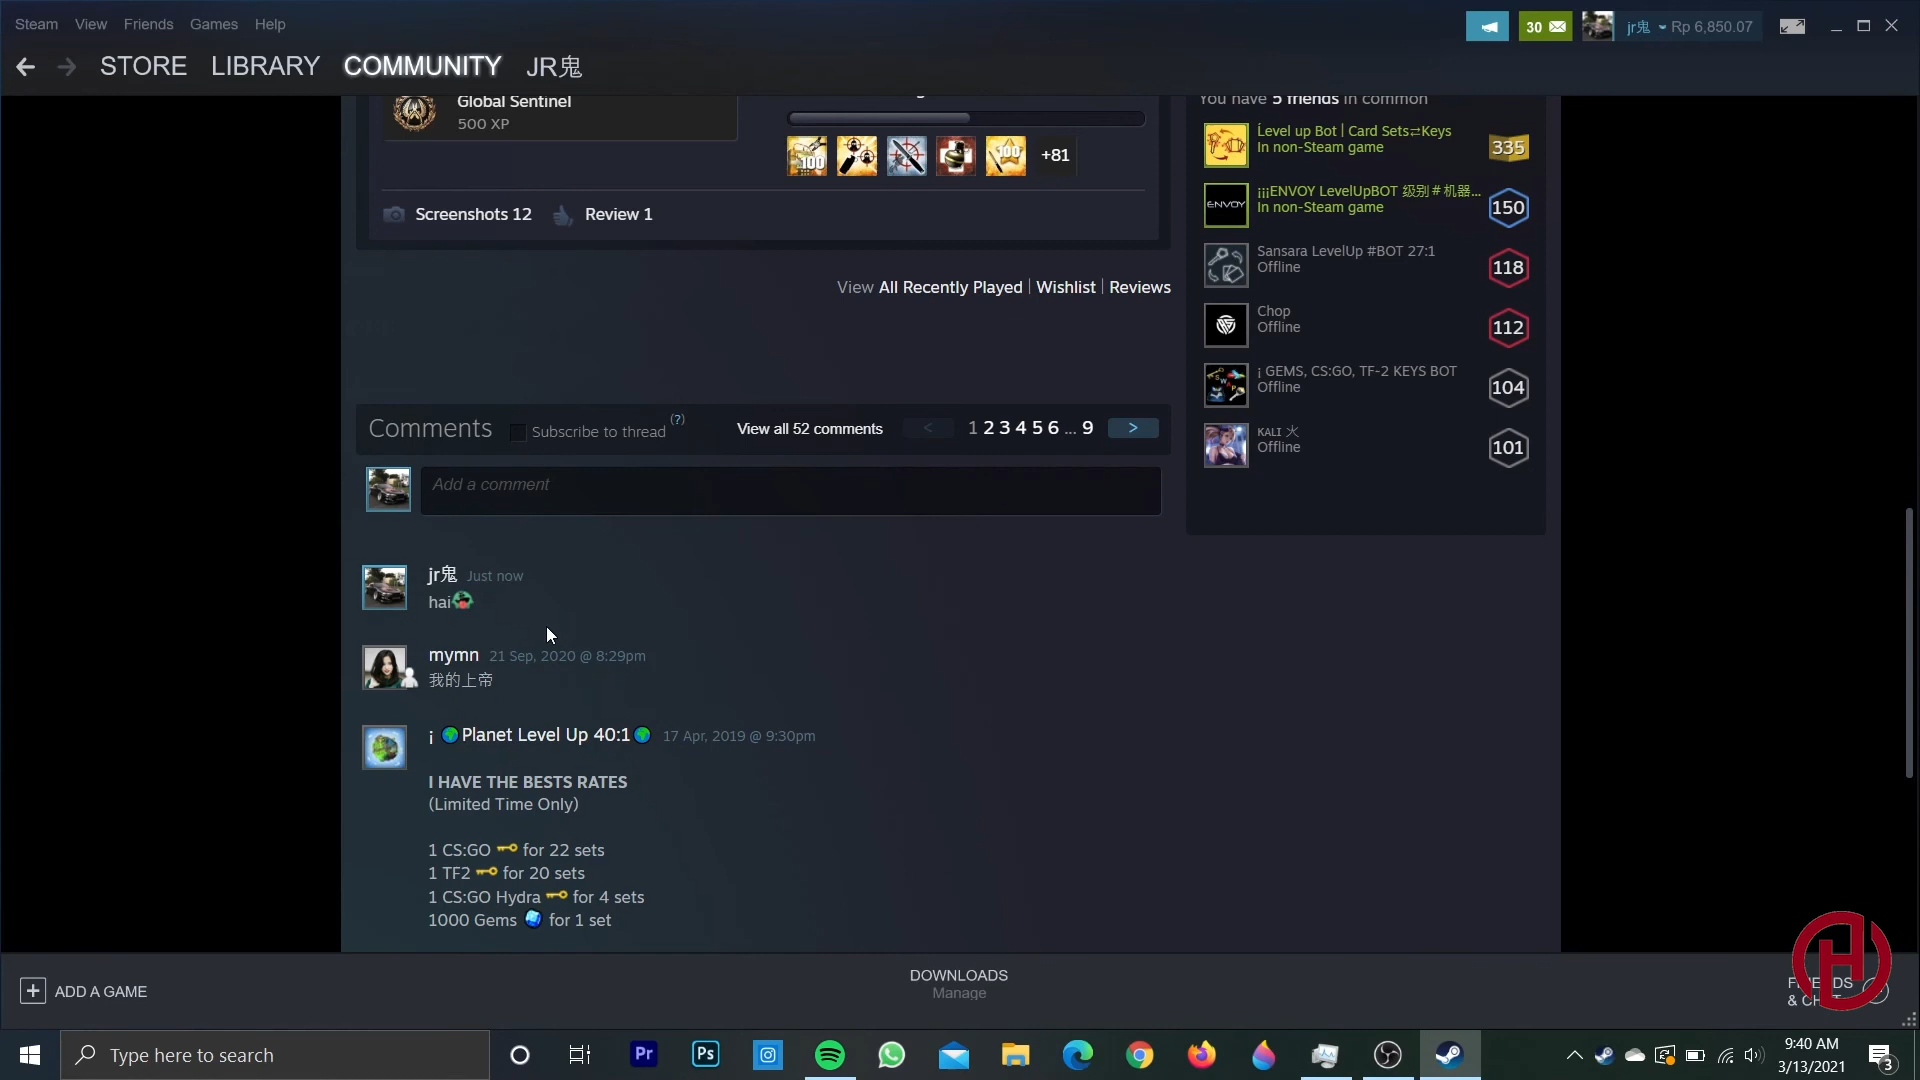 Steam View Friends Games Help
30 jr鬼 Rp 6,850.07
STORE LIBRARY COMMUNITY JR鬼
Global Sentinel
500 XP
100 100 +81
Screenshots 12 Review 1
View All Recently Played | Wishlist | Reviews
You have 5 friends in common
Level up Bot | Card Sets⇄Keys
In non-Steam game
335
¡¡¡ENVOY LevelUpBOT 级别#机器...
In non-Steam game
ENVOY
150
Sansara LevelUp #BOT 27:1
Offline
118
Chop
Offline
112
¡ GEMS, CS:GO, TF-2 KEYS BOT
Offline
104
KALI 火
Offline
101
Comments Subscribe to thread (?) View all 52 comments < 1 2 3 4 5 6 ... 9 >
Add a comment
jr鬼 Just now
hai
mymn 21 Sep, 2020 @ 8:29pm
我的上帝
¡ Planet Level Up 40:1 17 Apr, 2019 @ 9:30pm
I HAVE THE BESTS RATES
(Limited Time Only)
1 CS:GO for 22 sets
1 TF2 for 20 sets
1 CS:GO Hydra for 4 sets
1000 Gems for 1 set
+ ADD A GAME
DOWNLOADS
Manage
Type here to search
Pr Ps
9:40 AM
3/13/2021
3